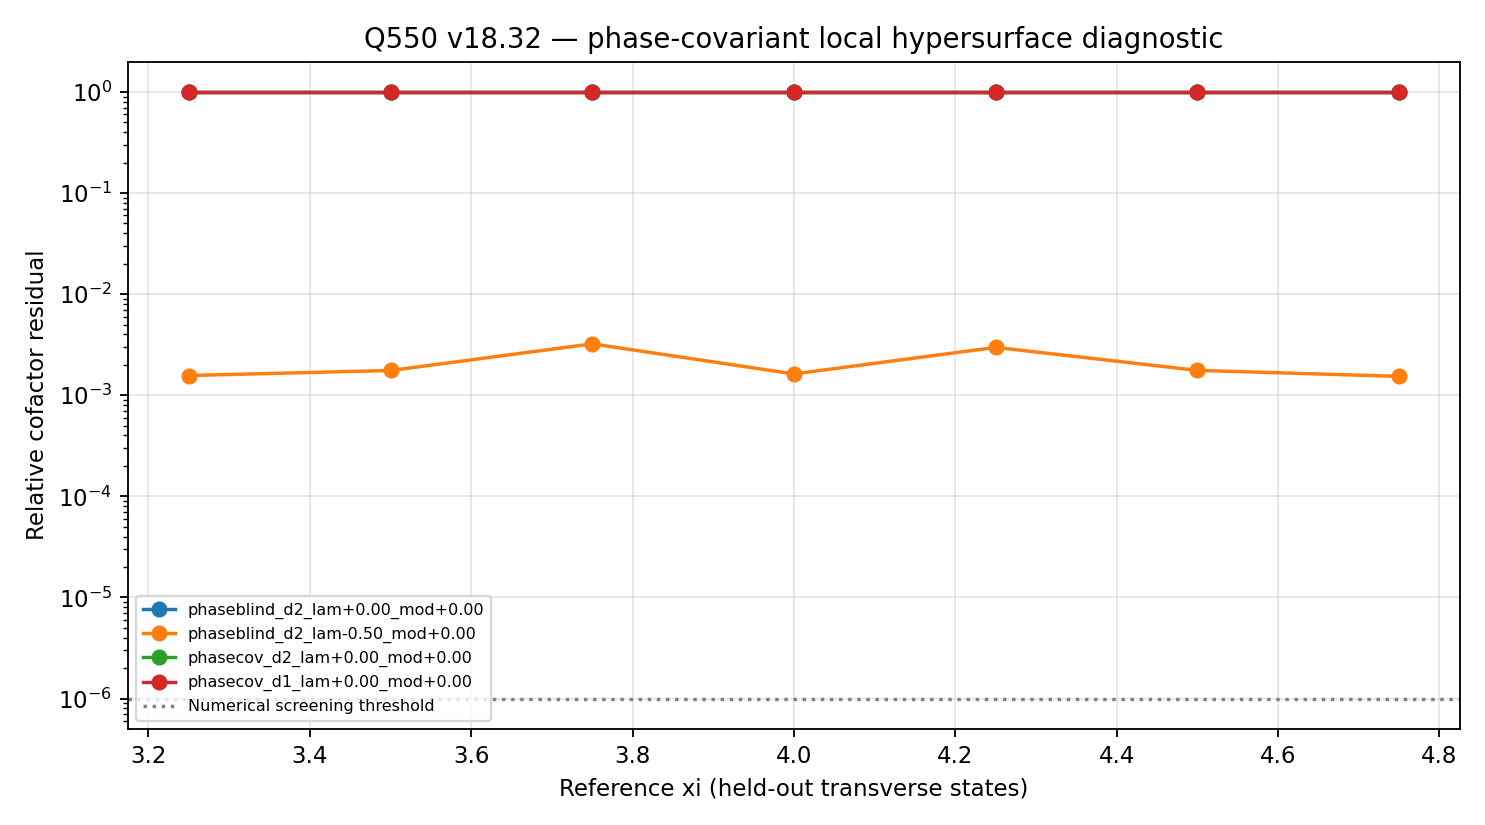 Q550 v18.32 — phase-covariant local hypersurface diagnostic
Relative cofactor residual
10⁰
10⁻¹
10⁻²
10⁻³
10⁻⁴
10⁻⁵
10⁻⁶
phaseblind_d2_lam+0.00_mod+0.00
phaseblind_d2_lam-0.50_mod+0.00
phasecov_d2_lam+0.00_mod+0.00
phasecov_d1_lam+0.00_mod+0.00
Numerical screening threshold
3.2 3.4 3.6 3.8 4.0 4.2 4.4 4.6 4.8
Reference xi (held-out transverse states)